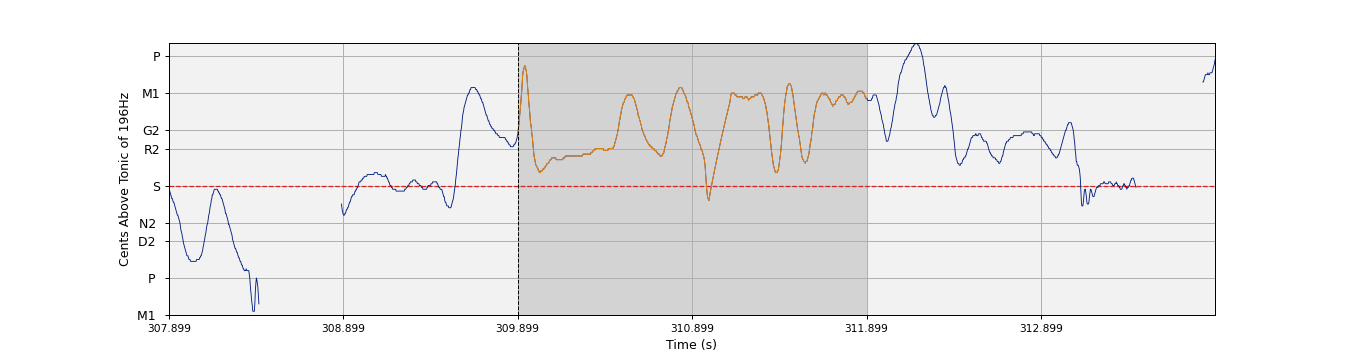 P
M1
G2
R2
S
N2
D2
P
M1
Cents Above Tonic of 196Hz
307.899 308.899 309.899 310.899 311.899 312.899
Time (s)